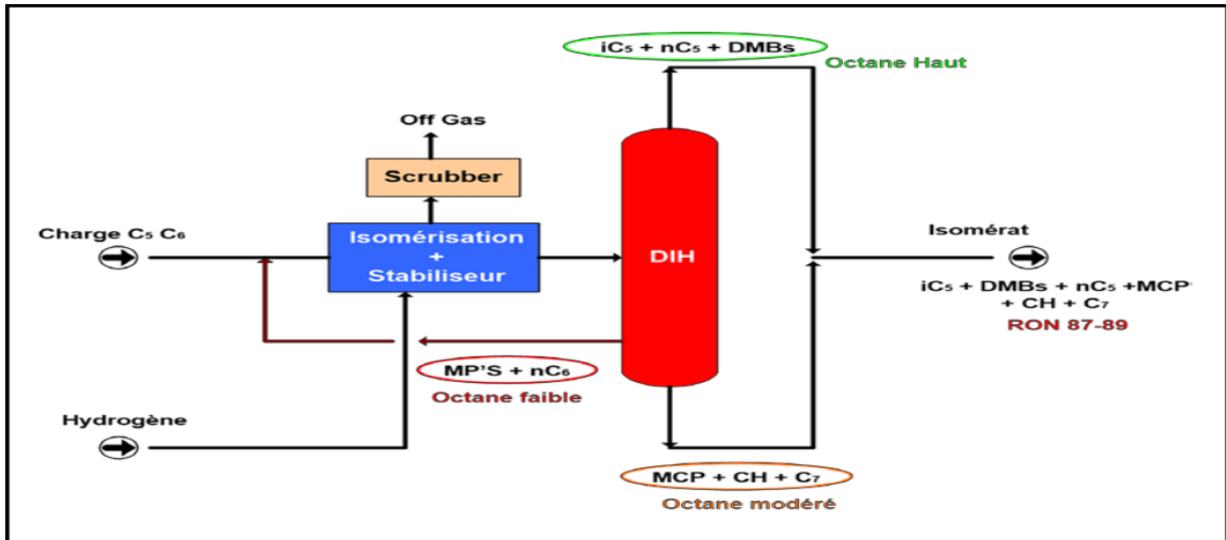 iC₅ + nC₅ + DMBs
Octane Haut
Off Gas
Scrubber
Charge C₅ C₆
Isomérisation
+
Stabiliseur
DIH
Isomérat
iC₅ + DMBs + nC₅ +MCP
+ CH + C₇
RON 87-89
MP'S + nC₆
Octane faible
Hydrogène
MCP + CH + C₇
Octane modéré